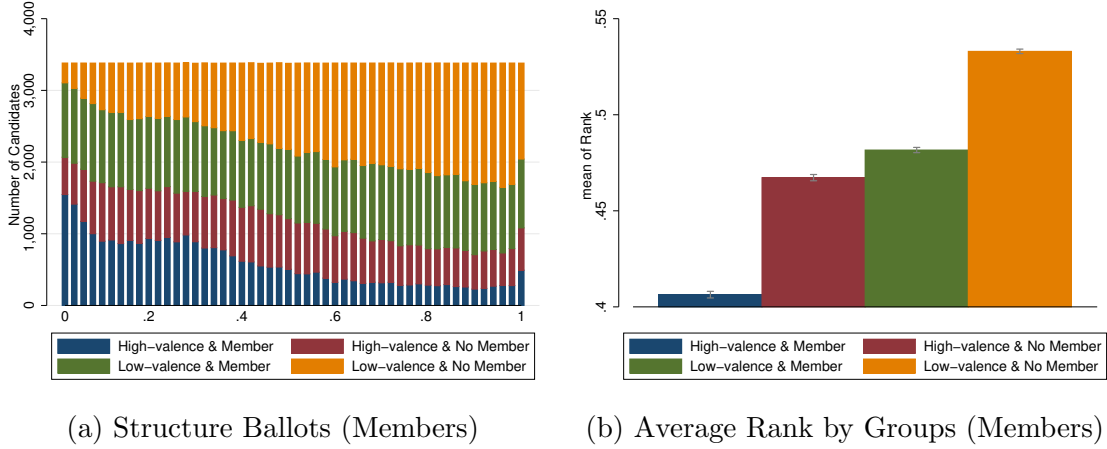 Number of Candidates
4,000
3,000
2,000
1,000
0
0 .2 .4 .6 .8 1
High−valence & Member High−valence & No Member
Low−valence & Member Low−valence & No Member
(a) Structure Ballots (Members)
mean of Rank
.55
.5
.45
.4
High−valence & Member High−valence & No Member
Low−valence & Member Low−valence & No Member
(b) Average Rank by Groups (Members)